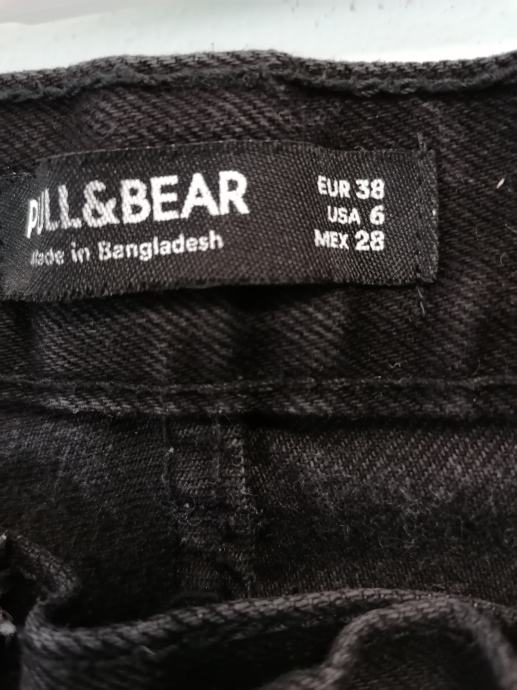 PULL&BEAR
Made in Bangladesh
EUR 38
USA 6
MEX 28